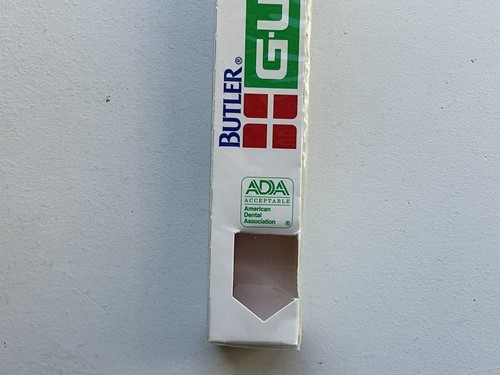 BUTLER®
G·U
ADA
ACCEPTABLE
American
Dental
Association ®